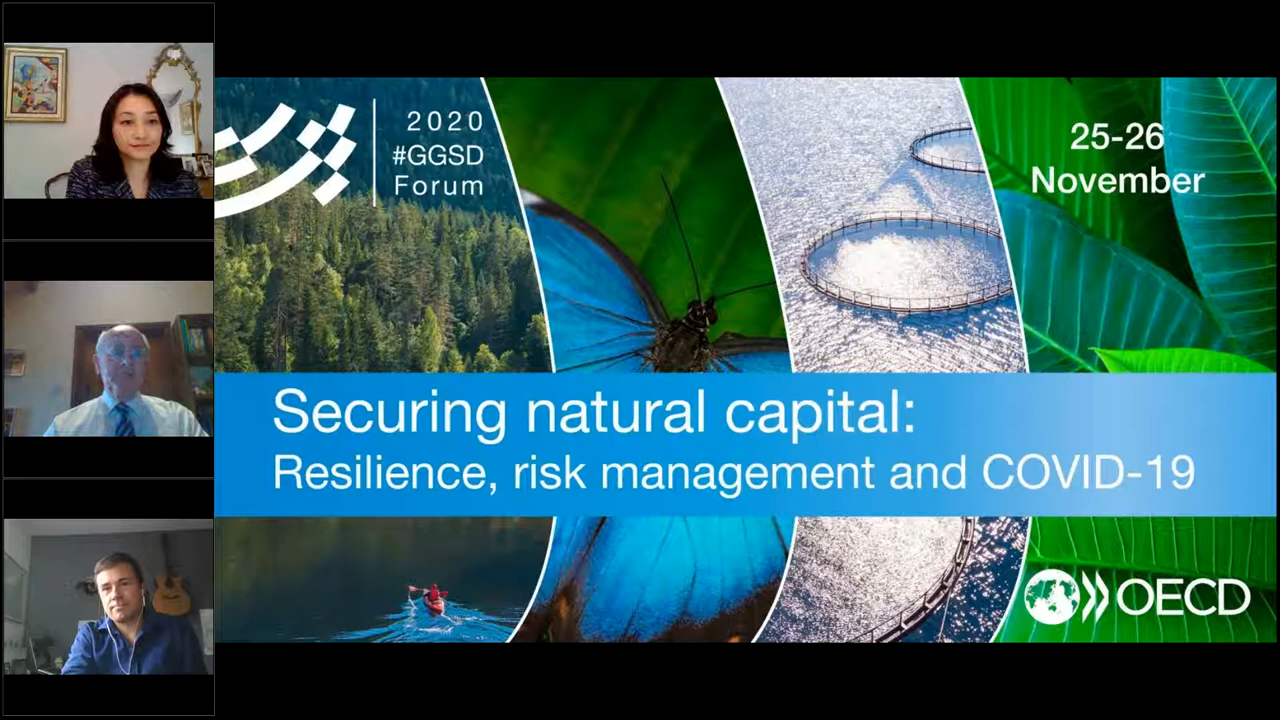 2020
#GGSD
Forum
25-26
November
Securing natural capital:
Resilience, risk management and COVID-19
OECD